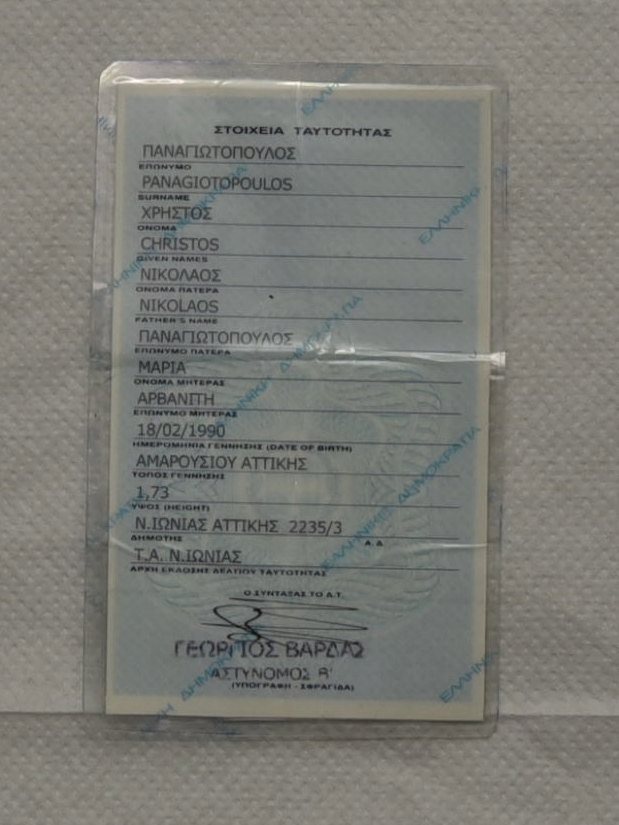 ΣΤΟΙΧΕΙΑ ΤΑΥΤΟΤΗΤΑΣ
ΠΑΝΑΓΙΩΤΟΠΟΥΛΟΣ
ΕΠΩΝΥΜΟ
PANAGIOTOPOULOS
SURNAME
ΧΡΗΣΤΟΣ
ΟΝΟΜΑ
CHRISTOS
GIVEN NAMES
ΝΙΚΟΛΑΟΣ
ΟΝΟΜΑ ΠΑΤΕΡΑ
NIKOLAOS
FATHER'S NAME
ΠΑΝΑΓΙΩΤΟΠΟΥΛΟΣ
ΕΠΩΝΥΜΟ ΠΑΤΕΡΑ
ΜΑΡΙΑ
ΟΝΟΜΑ ΜΗΤΕΡΑΣ
ΑΡΒΑΝΙΤΗ
ΕΠΩΝΥΜΟ ΜΗΤΕΡΑΣ
18/02/1990
ΗΜΕΡΟΜΗΝΙΑ ΓΕΝΝΗΣΗΣ (DATE OF BIRTH)
ΑΜΑΡΟΥΣΙΟΥ ΑΤΤΙΚΗΣ
ΤΟΠΟΣ ΓΕΝΝΗΣΗΣ
1,73
ΥΨΟΣ (HEIGHT)
Ν.ΙΩΝΙΑΣ ΑΤΤΙΚΗΣ 2235/3
ΔΗΜΟΤΗΣ Α.Δ.
Τ.Α. Ν.ΙΩΝΙΑΣ
ΑΡΧΗ ΕΚΔΟΣΗΣ ΔΕΛΤΙΟΥ ΤΑΥΤΟΤΗΤΑΣ
Ο ΣΥΝΤΑΞΑΣ ΤΟ Δ.Τ.
ΓΕΩΡΓΙΟΣ ΒΑΡΔΑΣ
ΑΣΤΥΝΟΜΟΣ Β'
(ΥΠΟΓΡΑΦΗ - ΣΦΡΑΓΙΔΑ)